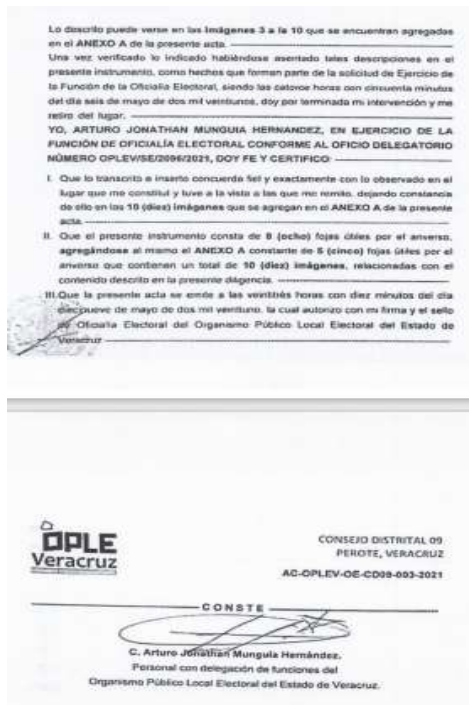 Lo descrito puede verse en las Imágenes 3 a la 10 que se encuentran agregadas
en el ANEXO A de la presente acta.
Una vez verificado lo indicado habiéndose asentado tales descripciones en el
presente instrumento, como hechos que forman parte de la solicitud de Ejercicio de
la Función de la Oficialía Electoral, siendo las catorce horas con cincuenta minutos
del día seis de mayo de dos mil veintiuno, doy por terminada mi intervención y me
retiro del lugar.
YO, ARTURO JONATHAN MUNGUIA HERNANDEZ, EN EJERCICIO DE LA
FUNCIÓN DE OFICIALÍA ELECTORAL CONFORME AL OFICIO DELEGATORIO
NÚMERO OPLEV/SE/2096/2021, DOY FE Y CERTIFICO:
I. Que lo transcrito e inserto concuerda fiel y exactamente con lo observado en el
lugar que me constituí y tuve a la vista a las que me remito, dejando constancia
de ello en las 10 (diez) imágenes que se agregan en el ANEXO A de la presente
acta
II. Que el presente instrumento consta de 8 (ocho) fojas útiles por el anverso,
agregándose al mismo el ANEXO A constante de 5 (cinco) fojas útiles por el
anverso que contienen un total de 10 (diez) imágenes, relacionadas con el
contenido descrito en la presente diligencia.
III. Que la presente acta se emite a las veintitrés horas con diez minutos del día
diecinueve de mayo de dos mil veintiuno, la cual autorizo con mi firma y el sello
de Oficialía Electoral del Organismo Público Local Electoral del Estado de
Veracruz
OPLE
Veracruz
CONSEJO DISTRITAL 09
PEROTE, VERACRUZ
AC-OPLEV-OE-CD09-003-2021
CONSTE
C. Arturo Jonathan Munguía Hernández.
Personal con delegación de funciones del
Organismo Público Local Electoral del Estado de Veracruz.